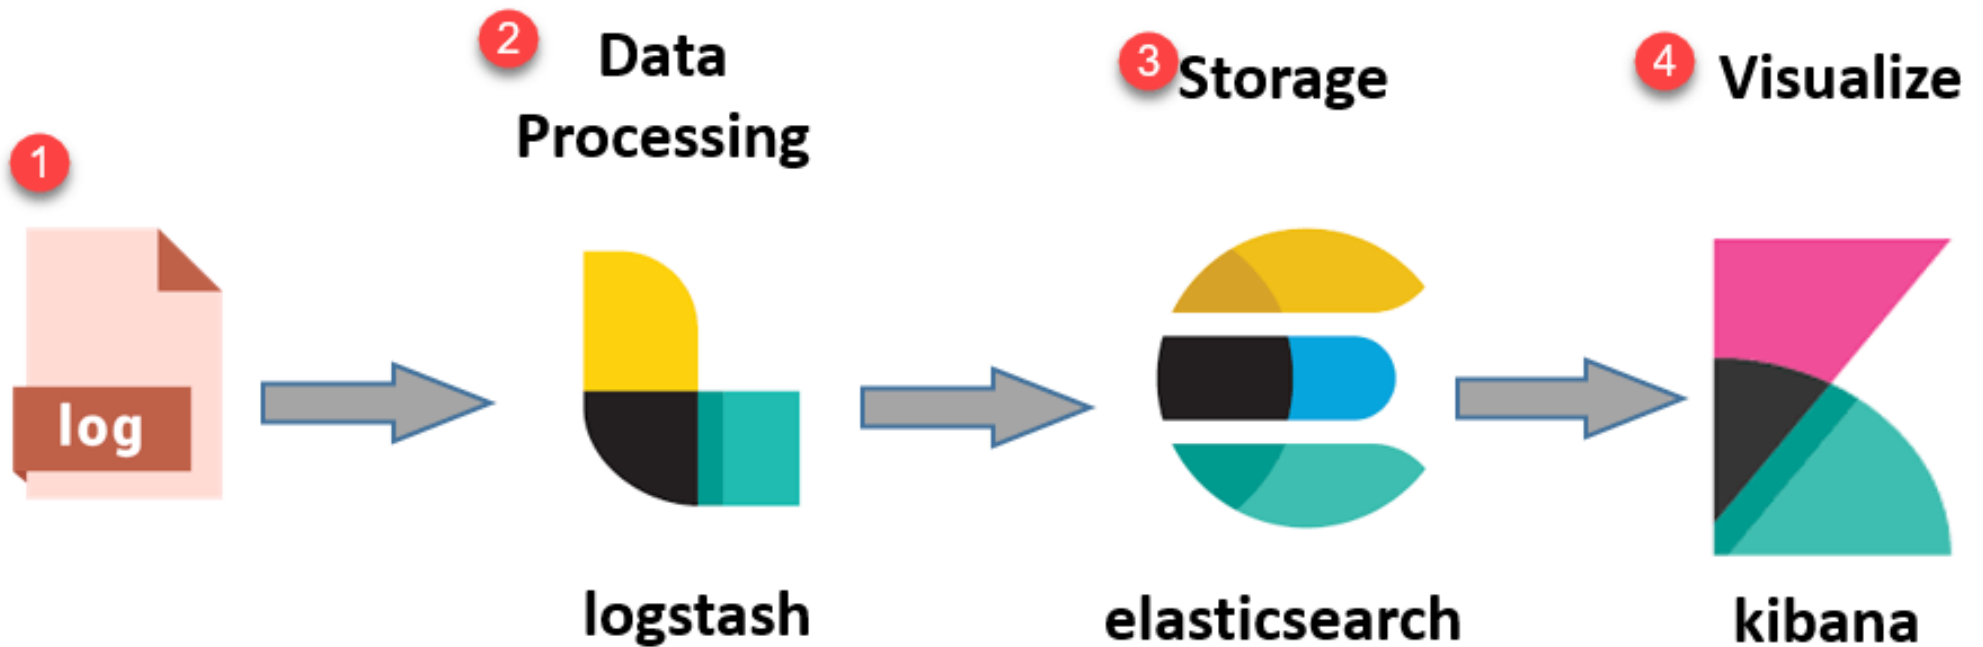 1
log
2
Data
Processing
logstash
3
Storage
elasticsearch
4
Visualize
kibana